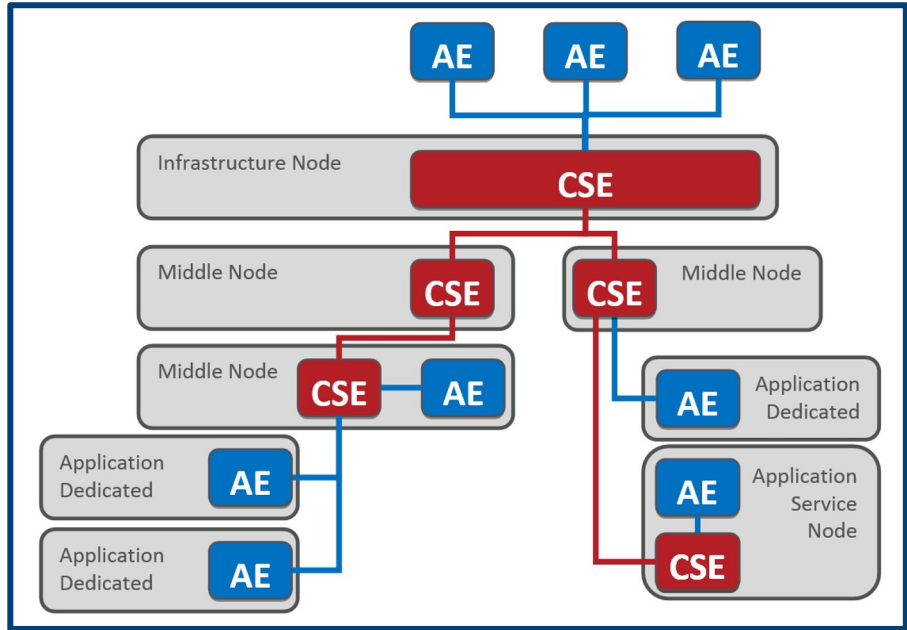 AE
AE
AE
Infrastructure Node
CSE
Middle Node
CSE
CSE
Middle Node
Middle Node
CSE
AE
AE
Application
Dedicated
Application
Dedicated
AE
AE
Application
Service
Node
CSE
Application
Dedicated
AE